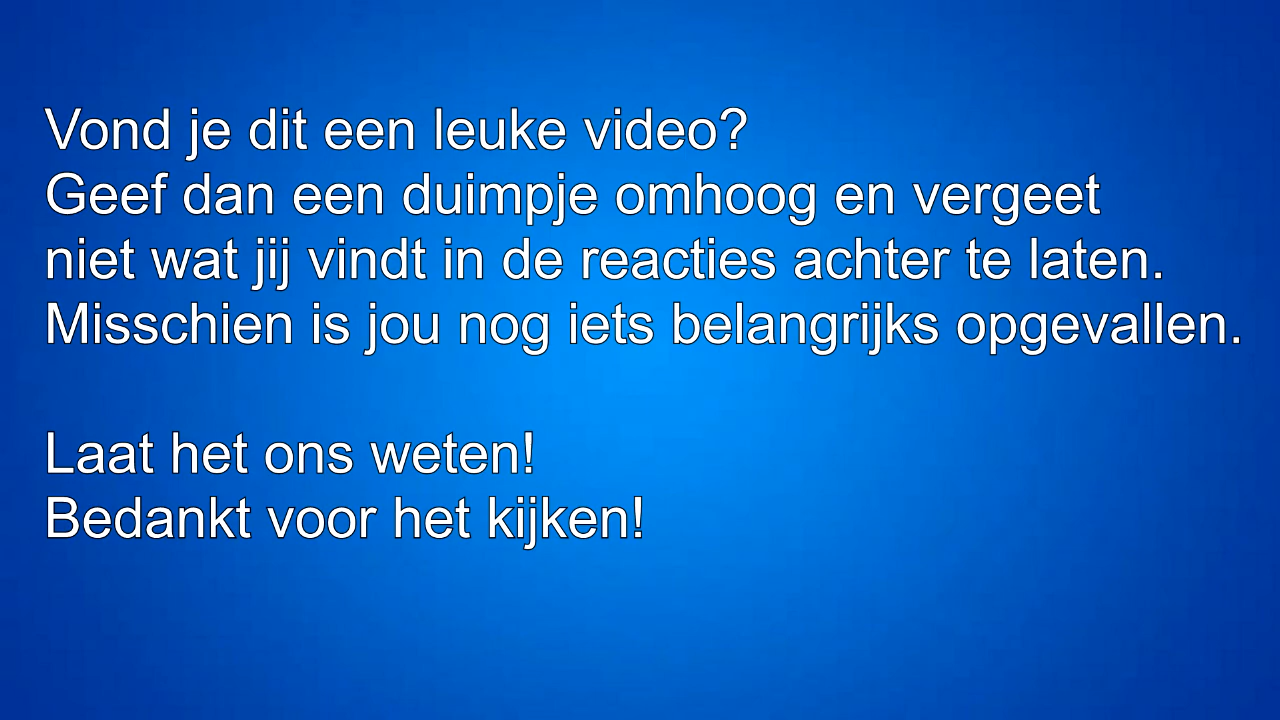 Vond je dit een leuke video?
Geef dan een duimpje omhoog en vergeet
niet wat jij vindt in de reacties achter te laten.
Misschien is jou nog iets belangrijks opgevallen.
Laat het ons weten!
Bedankt voor het kijken!